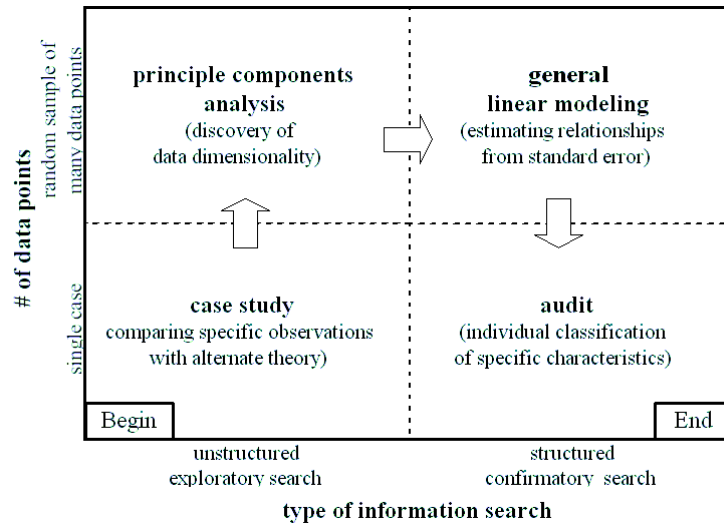 # of data points
random sample of
many data points
single case
principle components
analysis
(discovery of
data dimensionality)
general
linear modeling
(estimating relationships
from standard error)
case study
comparing specific observations
with alternate theory)
audit
(individual classification
of specific characteristics)
Begin
End
unstructured
exploratory search
structured
confirmatory search
type of information search